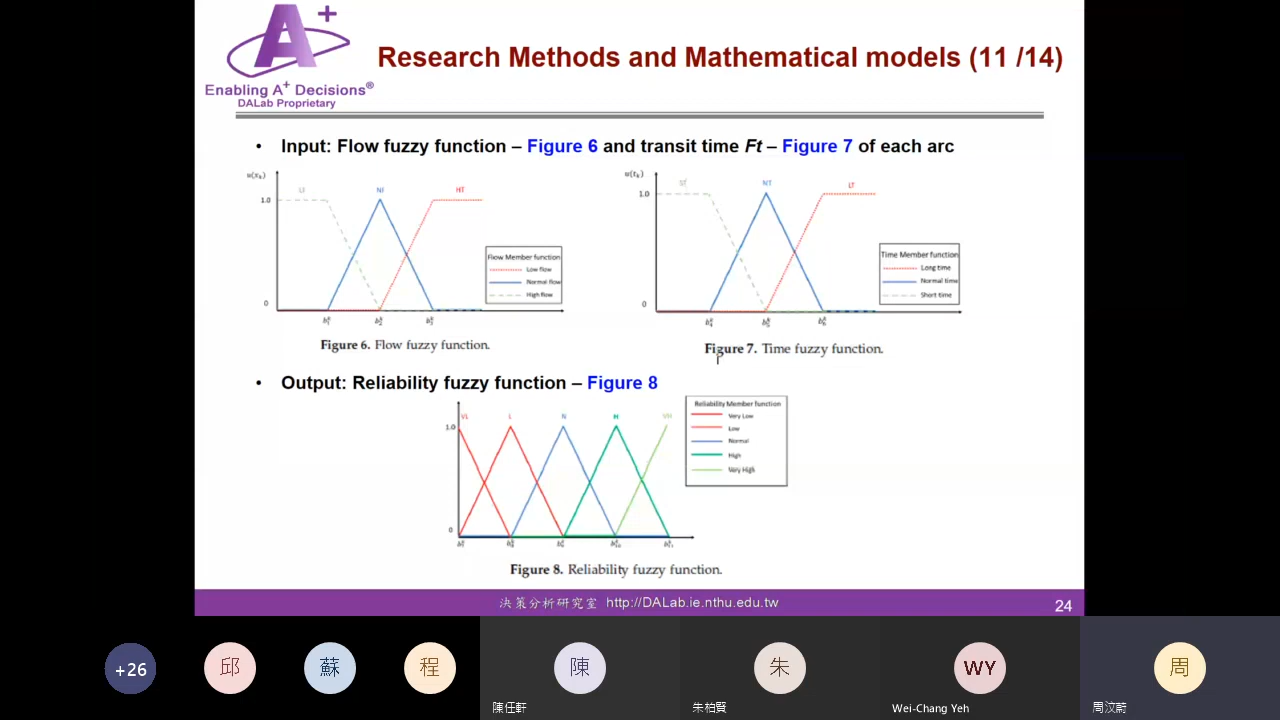 A+
Enabling A+ Decisions®
DALab Proprietary
Research Methods and Mathematical models (11 /14)
• Input: Flow fuzzy function – Figure 6 and transit time Ft – Figure 7 of each arc
1.0
NF
HT
0
Flow Member function
Low flow
Normal flow
High flow
Figure 6. Flow fuzzy function.
1.0
NT
LT
0
Time Member function
Long time
Normal time
Short time
Figure 7. Time fuzzy function.
• Output: Reliability fuzzy function – Figure 8
VL
L
N
H
VH
1.0
0
Reliability Member function
Very Low
Low
Normal
High
Very High
Figure 8. Reliability fuzzy function.
決策分析研究室 http://DALab.ie.nthu.edu.tw
24
+26
邱
蘇
程
陳
朱
WY
周
陳任軒
朱柏賢
Wei-Chang Yeh